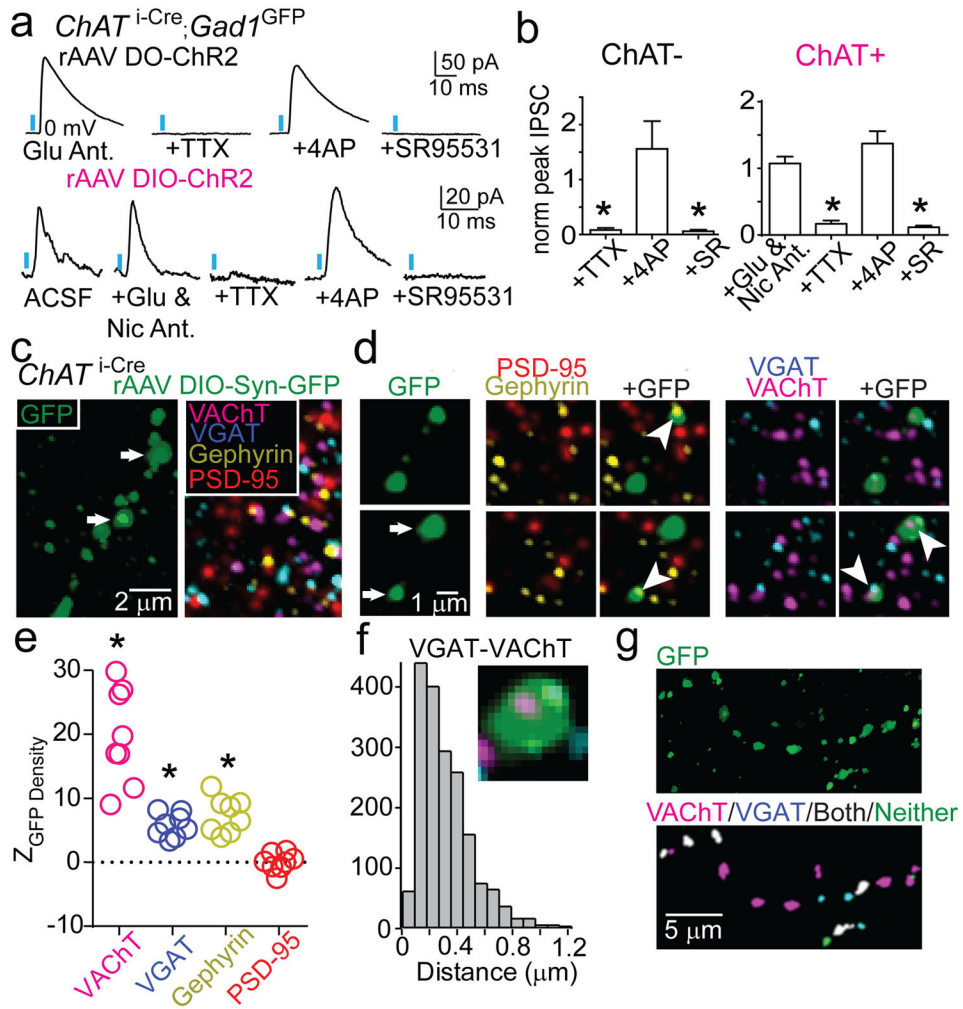 a
ChAT i-Cre;Gad1GFP
rAAV DO-ChR2
50 pA
10 ms
0 mV
Glu Ant.
+TTX
+4AP
+SR95531
rAAV DIO-ChR2
20 pA
10 ms
ACSF
+Glu &
Nic Ant.
+TTX
+4AP
+SR95531
b
ChAT-
ChAT+
norm peak IPSC
2
1
0
* *
+TTX
+4AP
+SR
2
1
0
* *
+Glu &
Nic Ant.
+TTX
+4AP
+SR
c
ChAT i-Cre
rAAV DIO-Syn-GFP
GFP
VAChT
VGAT
Gephyrin
PSD-95
2 μm
d
GFP
PSD-95
Gephyrin
+GFP
VGAT
VAChT
+GFP
1 μm
e
ZGFP Density
30
20
10
0
-10
* * *
VAChT
VGAT
Gephyrin
PSD-95
f
VGAT-VAChT
400
300
200
100
0
0 0.4 0.8 1.2
Distance (μm)
g
GFP
VAChT/VGAT/Both/Neither
5 μm